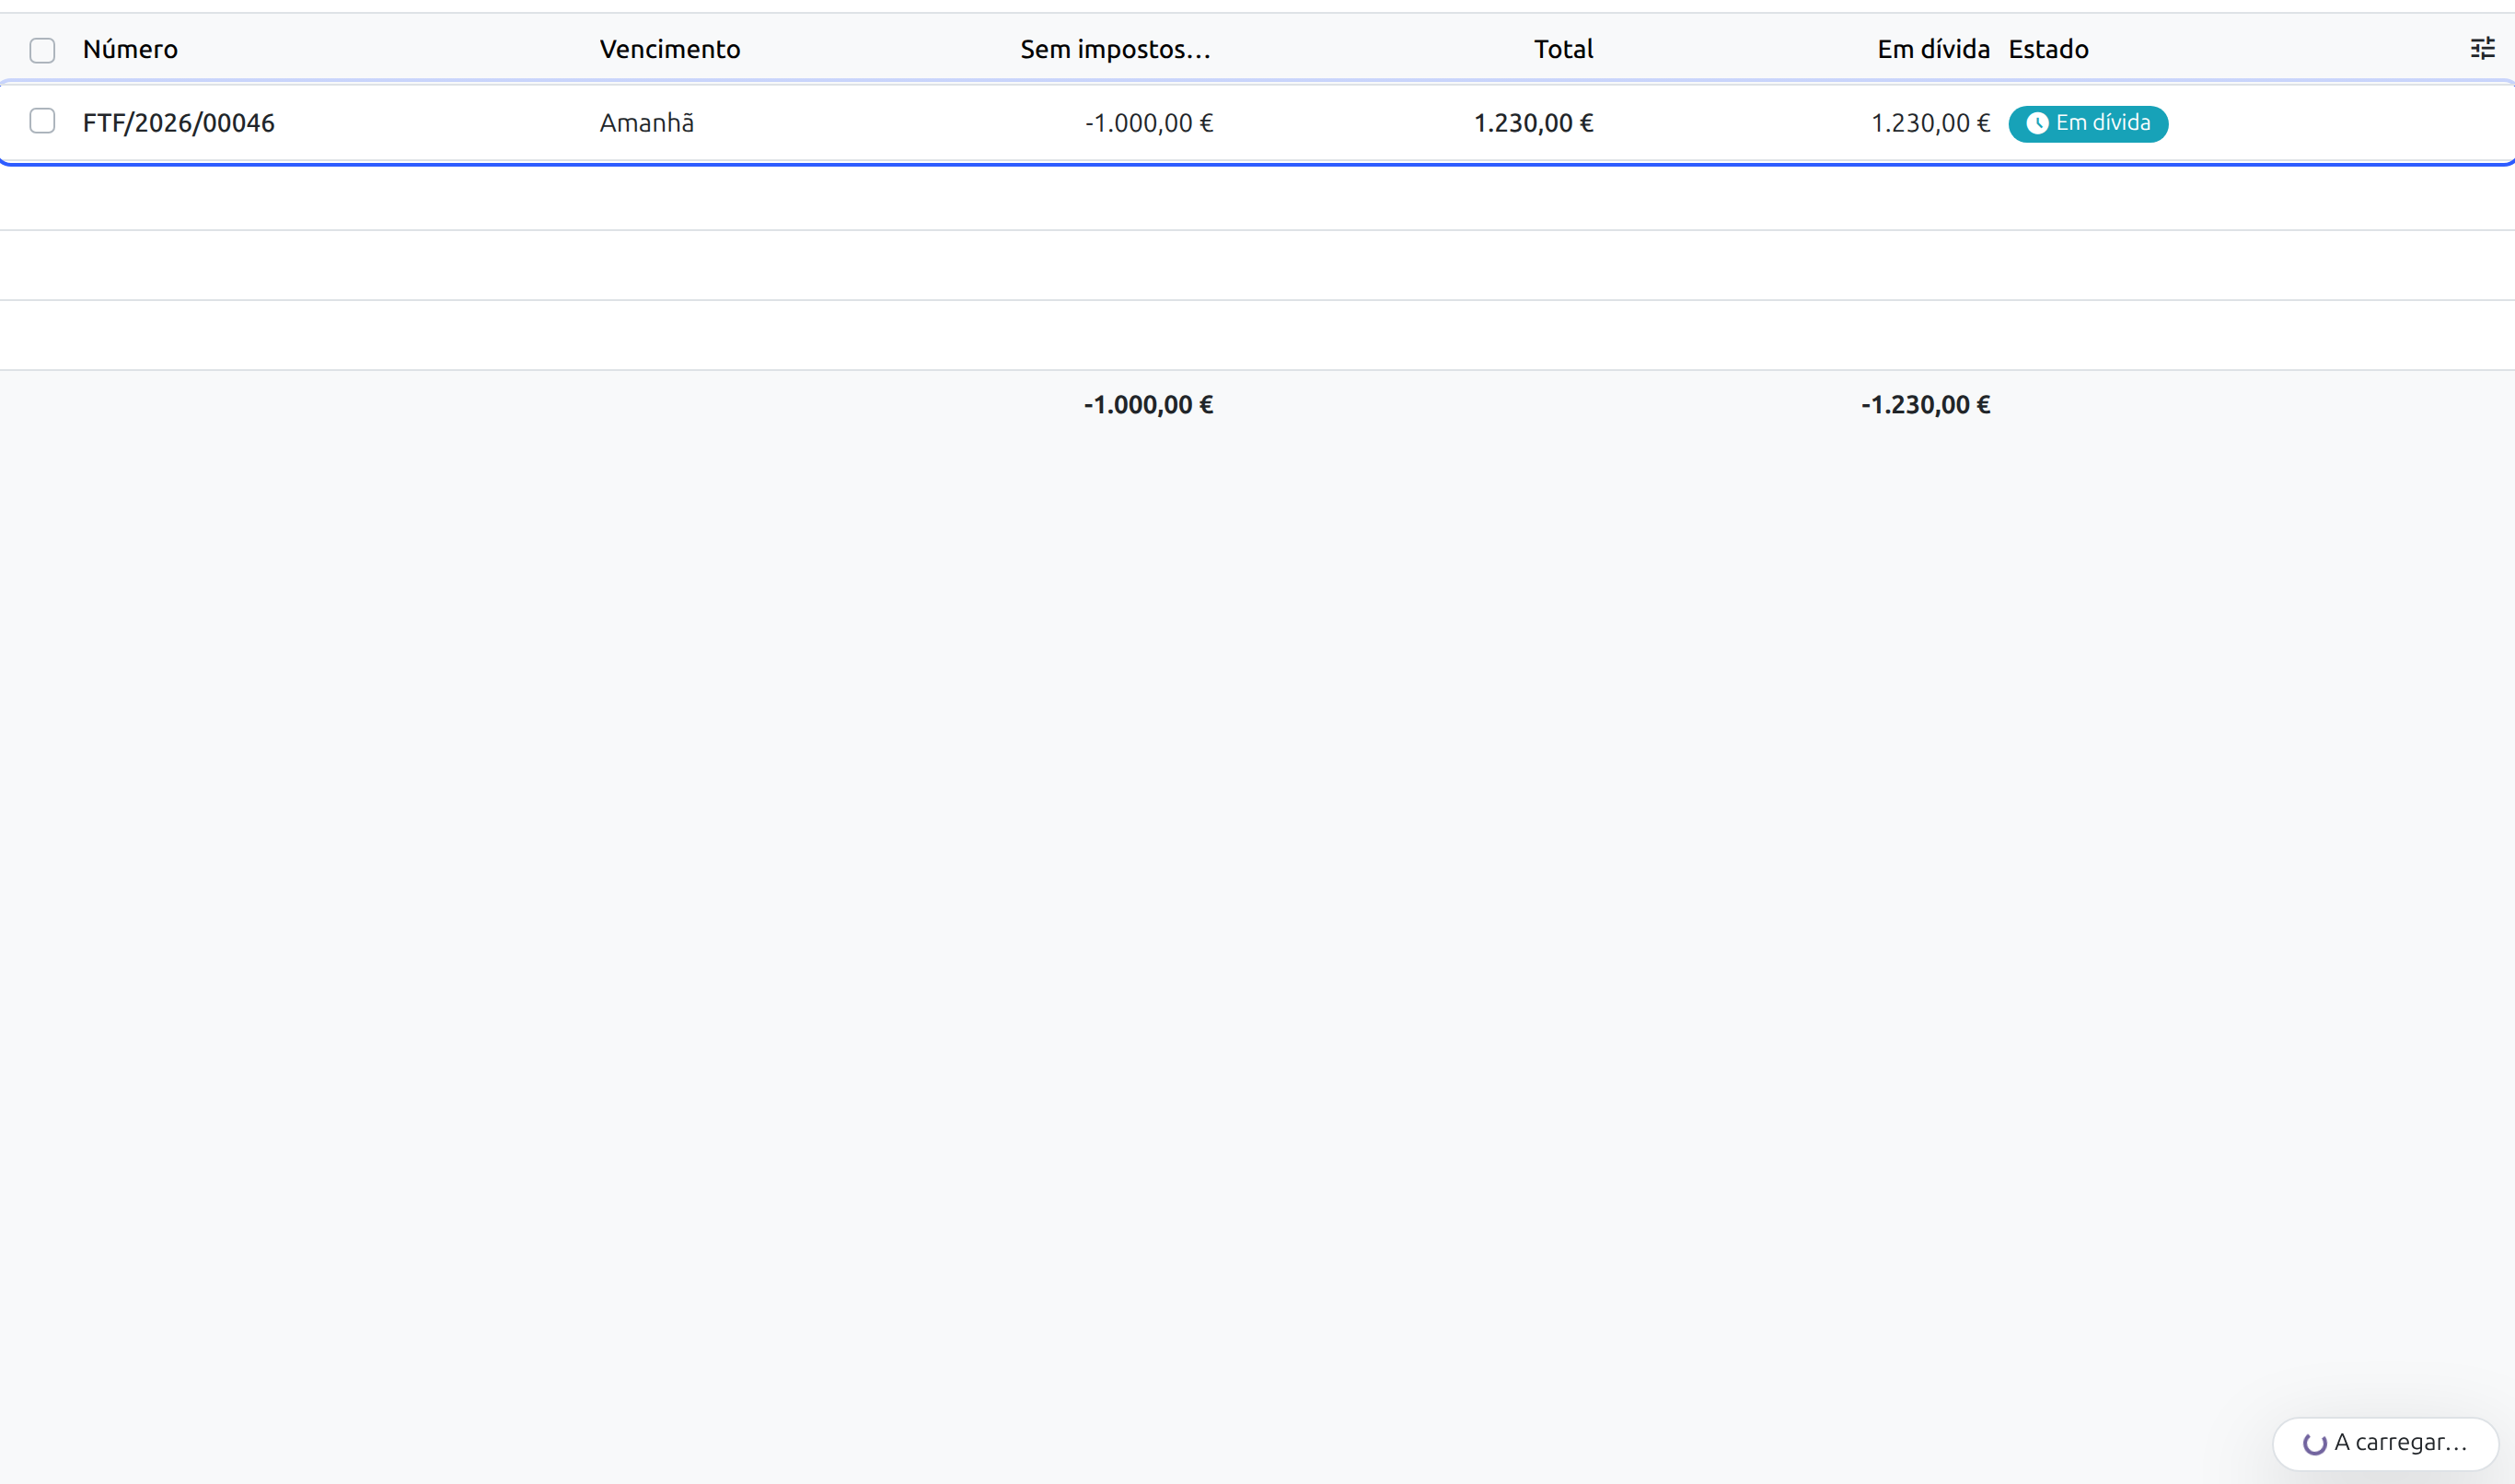 Número Vencimento Sem impostos... Total Em dívida Estado
FTF/2026/00046 Amanhã -1.000,00 € 1.230,00 € 1.230,00 € Em dívida
-1.000,00 € -1.230,00 €
A carregar...